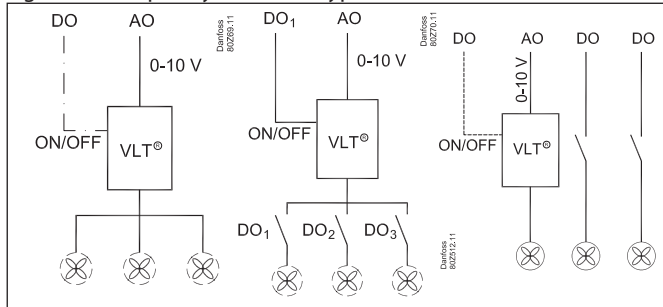 DO AO
Danfoss
80Z69.11
0-10 V
ON/OFF
VLT®
DO₁ AO
Danfoss
80Z70.11
0-10 V
ON/OFF
VLT®
DO₁ DO₂ DO₃
Danfoss
80Z512.11
DO AO DO DO
0-10 V
ON/OFF
VLT®